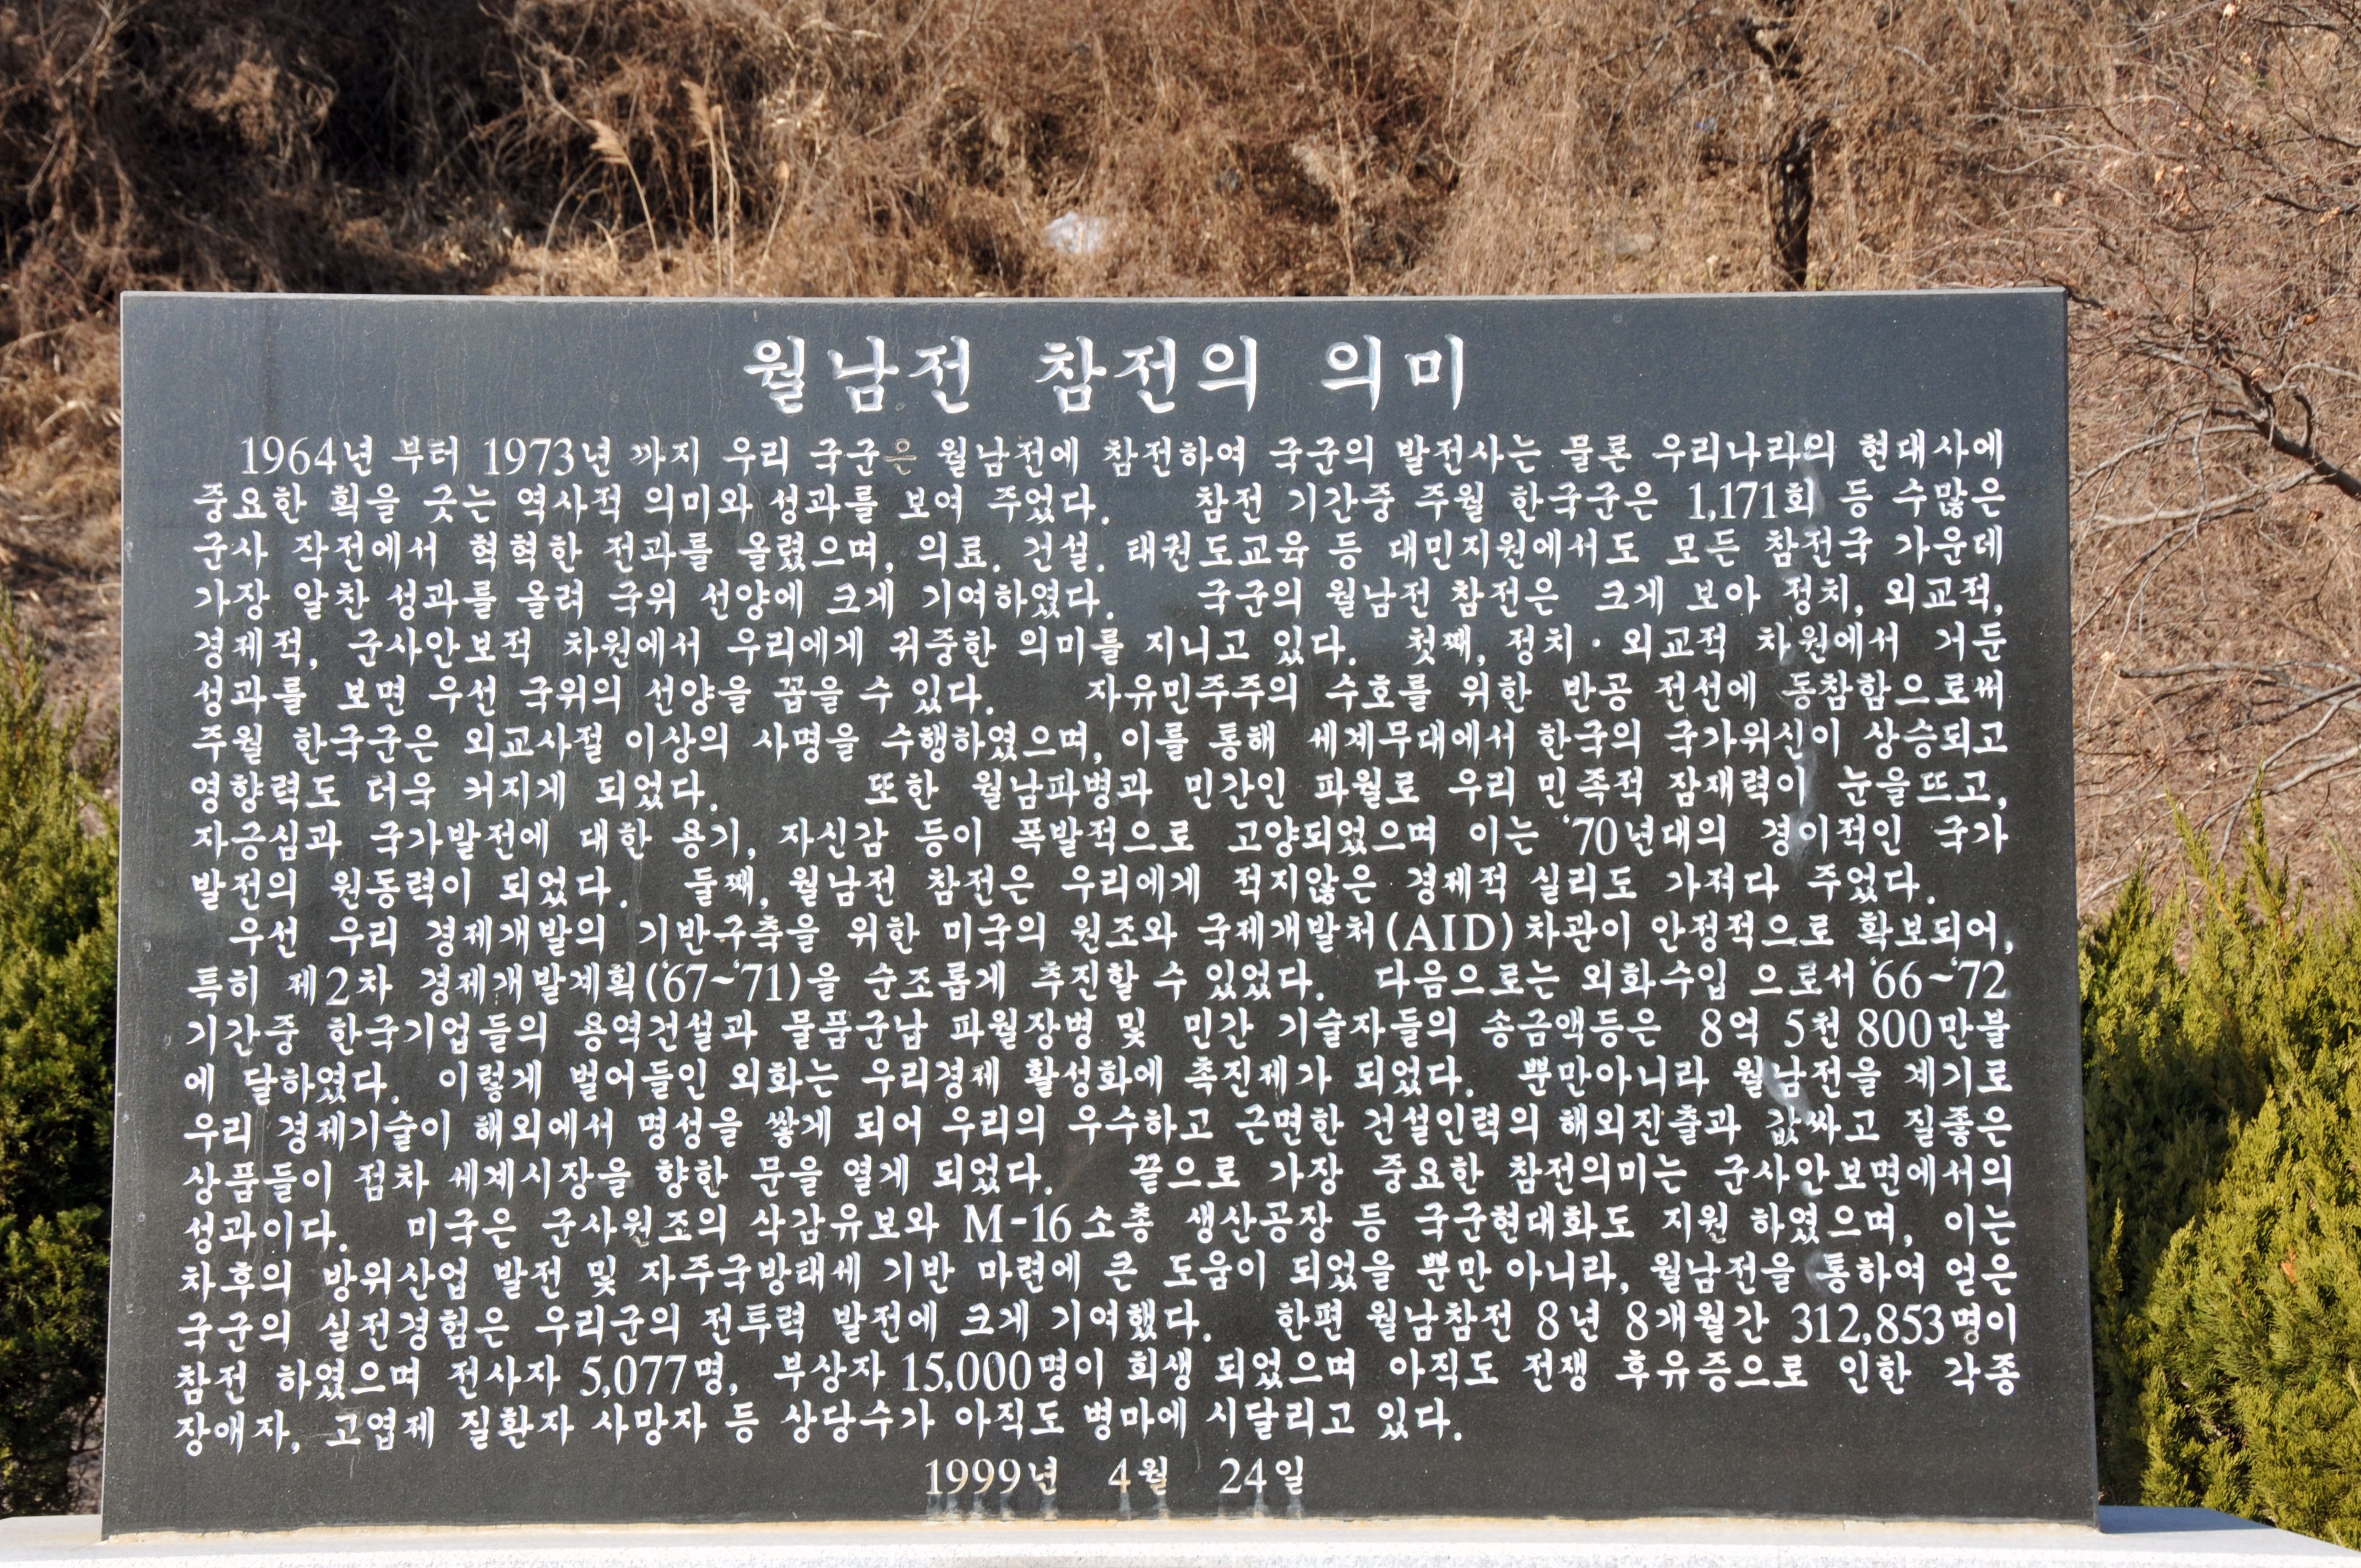 월남전 참전의 의미
1964년 부터 1973년 까지 우리 국군은 월남전에 참전하여 국군의 발전사는 물론 우리나라의 현대사에
중요한 획을 긋는 역사적 의미와 성과를 보여 주었다. 참전 기간중 주월 한국군은 1,171회 등 수많은
군사 작전에서 혁혁한 전과를 올렸으며, 의료. 건설. 태권도교육 등 대민지원에서도 모든 참전국 가운데
가장 알찬 성과를 올려 국위 선양에 크게 기여하였다. 국군의 월남전 참전은 크게 보아 정치, 외교적,
경제적, 군사안보적 차원에서 우리에게 귀중한 의미를 지니고 있다. 첫째, 정치·외교적 차원에서 거둔
성과를 보면 우선 국위의 선양을 꼽을 수 있다. 자유민주주의 수호를 위한 반공 전선에 동참함으로써
주월 한국군은 외교사절 이상의 사명을 수행하였으며, 이를 통해 세계무대에서 한국의 국가위신이 상승되고
영향력도 더욱 커지게 되었다. 또한 월남파병과 민간인 파월로 우리 민족적 잠재력이 눈을뜨고,
자긍심과 국가발전에 대한 용기, 자신감 등이 폭발적으로 고양되었으며 이는 '70년대의 경이적인 국가
발전의 원동력이 되었다. 둘째, 월남전 참전은 우리에게 적지않은 경제적 실리도 가져다 주었다.
우선 우리 경제개발의 기반구축을 위한 미국의 원조와 국제개발처(AID)차관이 안정적으로 확보되어,
특히 제2차 경제개발계획('67~'71)을 순조롭게 추진할 수 있었다. 다음으로는 외화수입 으로서 '66~'72
기간중 한국기업들의 용역건설과 물품군납 파월장병 및 민간 기술자들의 송금액등은 8억 5천 800만불
에 달하였다. 이렇게 벌어들인 외화는 우리경제 활성화에 촉진제가 되었다. 뿐만아니라 월남전을 계기로
우리 경제기술이 해외에서 명성을 쌓게 되어 우리의 우수하고 근면한 건설인력의 해외진출과 값싸고 질좋은
상품들이 점차 세계시장을 향한 문을 열게 되었다. 끝으로 가장 중요한 참전의미는 군사안보면에서의
성과이다. 미국은 군사원조의 삭감유보와 M-16소총 생산공장 등 국군현대화도 지원 하였으며, 이는
차후의 방위산업 발전 및 자주국방태세 기반 마련에 큰 도움이 되었을 뿐만 아니라, 월남전을 통하여 얻은
국군의 실전경험은 우리군의 전투력 발전에 크게 기여했다. 한편 월남참전 8년 8개월간 312,853명이
참전 하였으며 전사자 5,077명, 부상자 15,000명이 희생 되었으며 아직도 전쟁 후유증으로 인한 각종
장애자, 고엽제 질환자 사망자 등 상당수가 아직도 병마에 시달리고 있다.
1999년 4월 24일